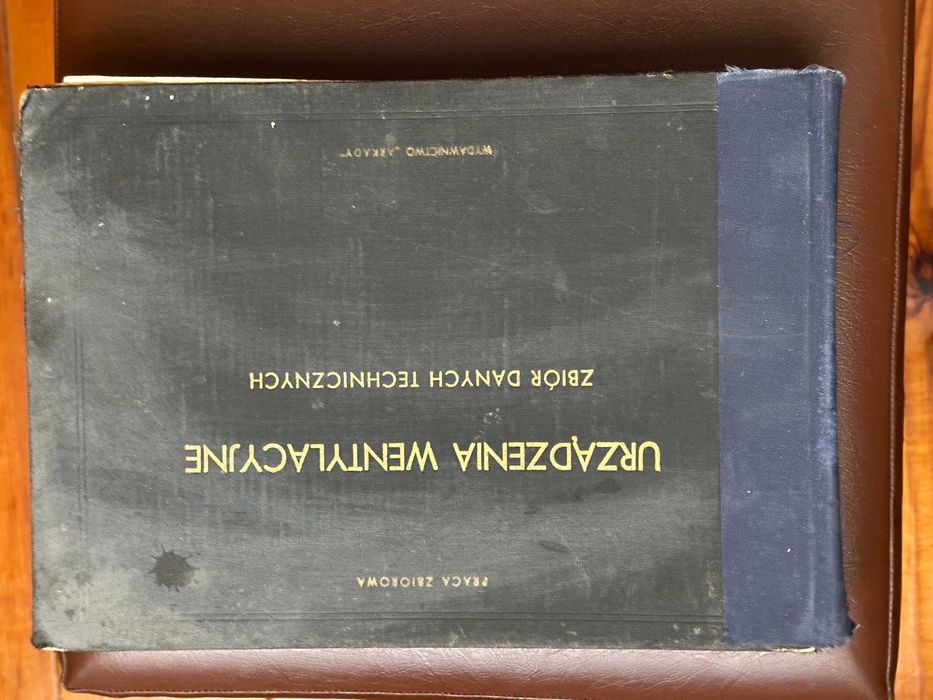 PRACA ZBIOROWA
URZĄDZENIA WENTYLACYJNE
ZBIÓR DANYCH TECHNICZNYCH
WYDAWNICTWO „ARKADY”